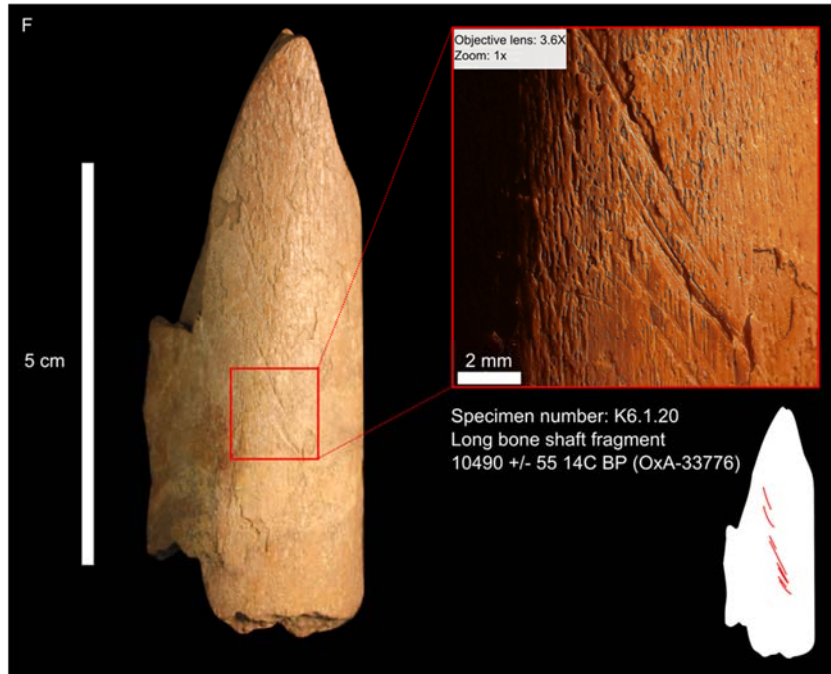 F
Objective lens: 3.6X
Zoom: 1x
5 cm
2 mm
Specimen number: K6.1.20
Long bone shaft fragment
10490 +/- 55 14C BP (OxA-33776)